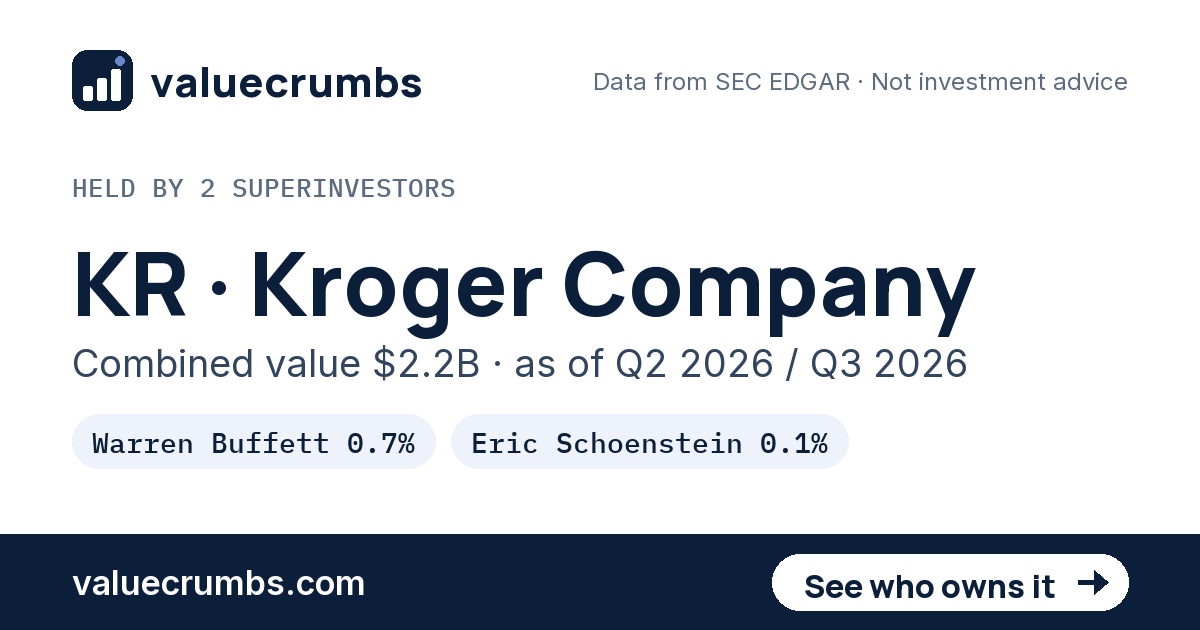 valuecrumbs
Data from SEC EDGAR · Not investment advice
HELD BY 2 SUPERINVESTORS
KR · Kroger Company
Combined value $2.2B · as of Q2 2026 / Q3 2026
Warren Buffett 0.7%
Eric Schoenstein 0.1%
valuecrumbs.com
See who owns it →